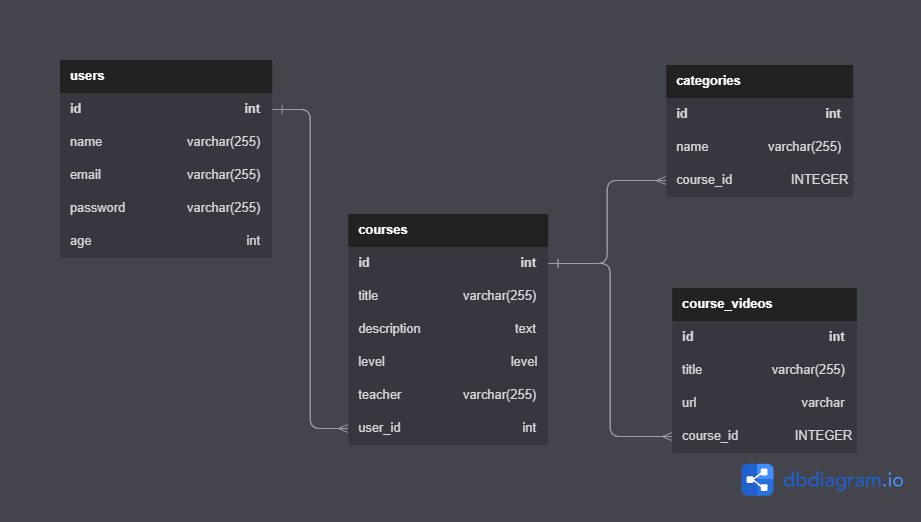 users
id int
name varchar(255)
email varchar(255)
password varchar(255)
age int
courses
id int
title varchar(255)
description text
level level
teacher varchar(255)
user_id int
categories
id int
name varchar(255)
course_id INTEGER
course_videos
id int
title varchar(255)
url varchar
course_id INTEGER
dbdiagram.io